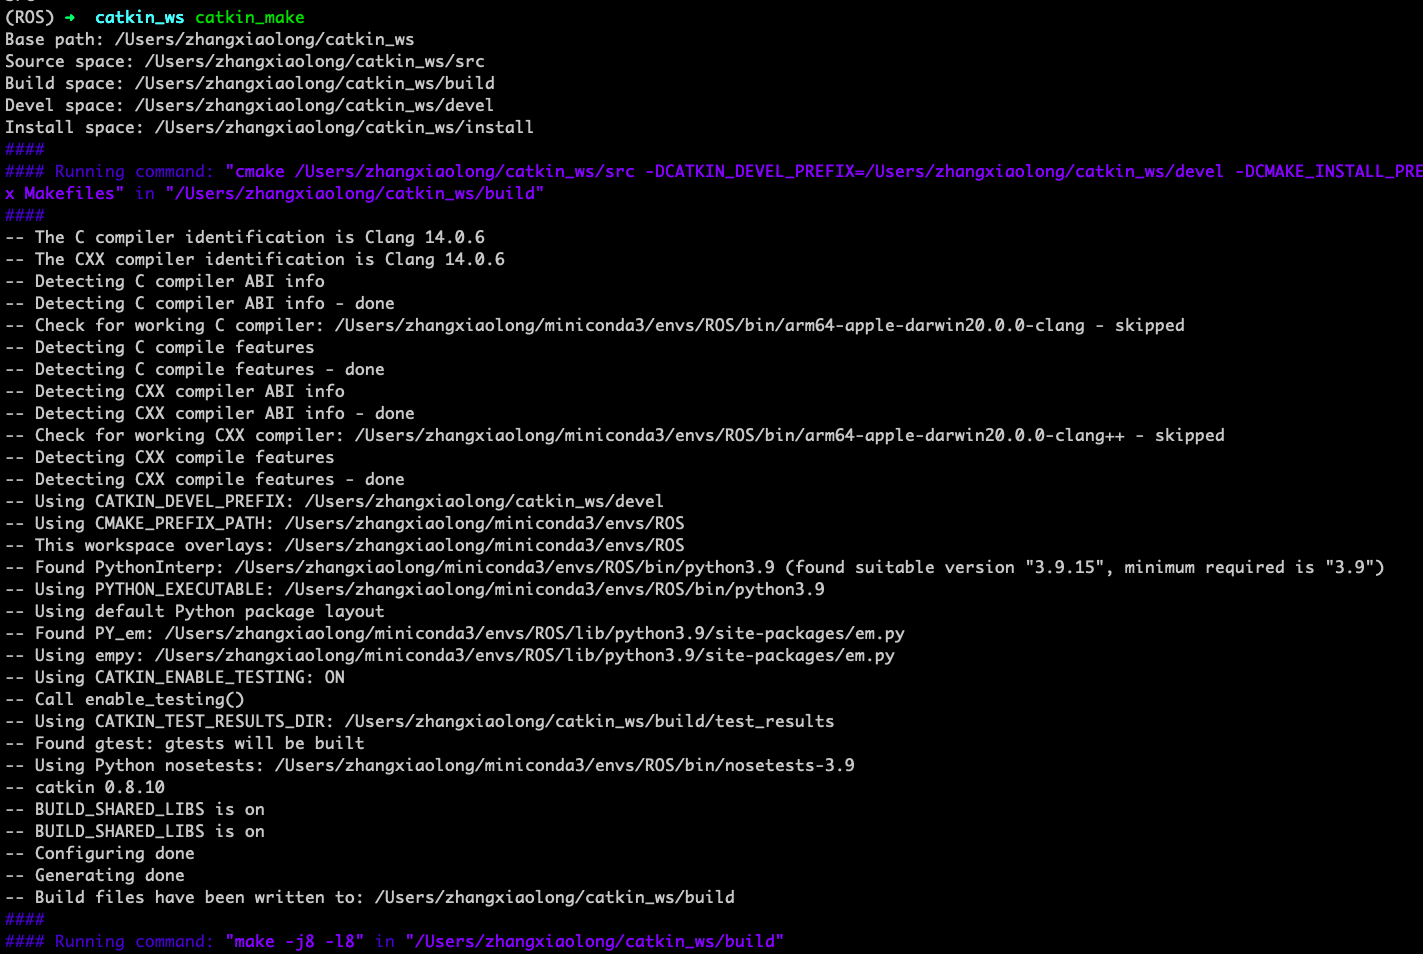 (ROS) ➜  catkin_ws catkin_make
Base path: /Users/zhangxiaolong/catkin_ws
Source space: /Users/zhangxiaolong/catkin_ws/src
Build space: /Users/zhangxiaolong/catkin_ws/build
Devel space: /Users/zhangxiaolong/catkin_ws/devel
Install space: /Users/zhangxiaolong/catkin_ws/install
####
#### Running command: "cmake /Users/zhangxiaolong/catkin_ws/src -DCATKIN_DEVEL_PREFIX=/Users/zhangxiaolong/catkin_ws/devel -DCMAKE_INSTALL_PRE
x Makefiles" in "/Users/zhangxiaolong/catkin_ws/build"
####
-- The C compiler identification is Clang 14.0.6
-- The CXX compiler identification is Clang 14.0.6
-- Detecting C compiler ABI info
-- Detecting C compiler ABI info - done
-- Check for working C compiler: /Users/zhangxiaolong/miniconda3/envs/ROS/bin/arm64-apple-darwin20.0.0-clang - skipped
-- Detecting C compile features
-- Detecting C compile features - done
-- Detecting CXX compiler ABI info
-- Detecting CXX compiler ABI info - done
-- Check for working CXX compiler: /Users/zhangxiaolong/miniconda3/envs/ROS/bin/arm64-apple-darwin20.0.0-clang++ - skipped
-- Detecting CXX compile features
-- Detecting CXX compile features - done
-- Using CATKIN_DEVEL_PREFIX: /Users/zhangxiaolong/catkin_ws/devel
-- Using CMAKE_PREFIX_PATH: /Users/zhangxiaolong/miniconda3/envs/ROS
-- This workspace overlays: /Users/zhangxiaolong/miniconda3/envs/ROS
-- Found PythonInterp: /Users/zhangxiaolong/miniconda3/envs/ROS/bin/python3.9 (found suitable version "3.9.15", minimum required is "3.9")
-- Using PYTHON_EXECUTABLE: /Users/zhangxiaolong/miniconda3/envs/ROS/bin/python3.9
-- Using default Python package layout
-- Found PY_em: /Users/zhangxiaolong/miniconda3/envs/ROS/lib/python3.9/site-packages/em.py
-- Using empy: /Users/zhangxiaolong/miniconda3/envs/ROS/lib/python3.9/site-packages/em.py
-- Using CATKIN_ENABLE_TESTING: ON
-- Call enable_testing()
-- Using CATKIN_TEST_RESULTS_DIR: /Users/zhangxiaolong/catkin_ws/build/test_results
-- Found gtest: gtests will be built
-- Using Python nosetests: /Users/zhangxiaolong/miniconda3/envs/ROS/bin/nosetests-3.9
-- catkin 0.8.10
-- BUILD_SHARED_LIBS is on
-- BUILD_SHARED_LIBS is on
-- Configuring done
-- Generating done
-- Build files have been written to: /Users/zhangxiaolong/catkin_ws/build
####
#### Running command: "make -j8 -l8" in "/Users/zhangxiaolong/catkin_ws/build"